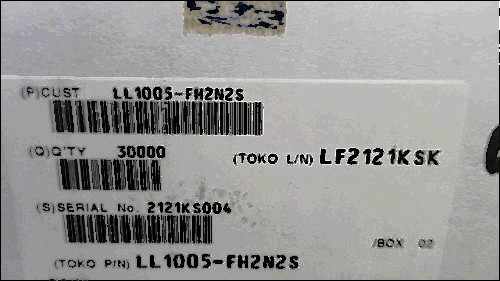 (P)CUST LL1005-FH2N2S
(Q)Q'TY 30000 (TOKO L/N) LF2121KSK
(S)SERIAL No. 2121KS004
/BOX 02
(TOKO P/N) LL1005-FH2N2S